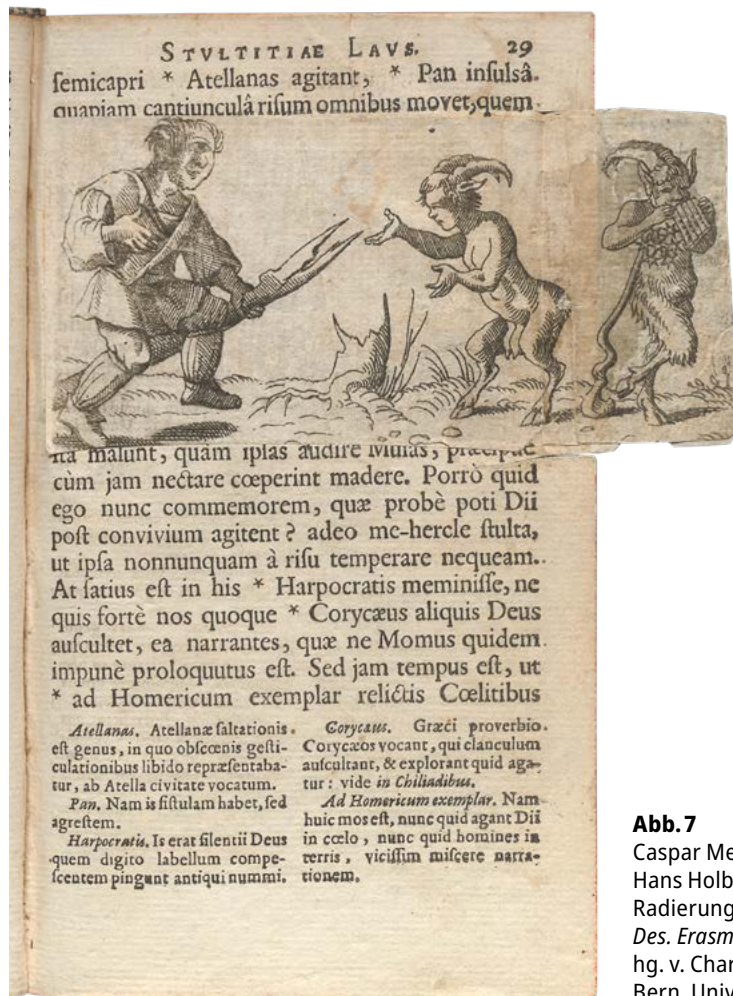 STVLTITIAE LAVS. 29
ſemicapri * Atellanas agitant, * Pan inſulsâ
quapiam cantiunculâ riſum omnibus movet, quem
ita malunt, quàm ipſas audire Muſas, præcipuè
cùm jam nectare cœperint madere. Porrò quid
ego nunc commemorem, quæ probè poti Dii
poſt convivium agitent? adeo me-hercle ſtulta,
ut ipſa nonnunquam à riſu temperare nequeam.
At ſatius eſt in his * Harpocratis meminiſſe, ne
quis fortè nos quoque * Corycæus aliquis Deus
auſcultet, ea narrantes, quæ ne Momus quidem
impunè proloquutus eſt. Sed jam tempus eſt, ut
* ad Homericum exemplar relictis Cœlitibus
Atellanas. Atellanæ ſaltationis
eſt genus, in quo obſcœnis geſti-
culationibus libido repræſentaba-
tur, ab Atella civitate vocatum.
Pan. Nam is fiſtulam habet, ſed
agreſtem.
Harpocratis. Is erat ſilentii Deus
quem digito labellum compe-
ſcentem pingunt antiqui nummi.
Corycæus. Græci proverbio
Corycæos vocant, qui clanculum
auſcultant, & explorant quid aga-
tur: vide in Chiliadibus.
Ad Homericum exemplar. Nam
huic mos eſt, nunc quid agant Dii
in cœlo, nunc quid homines in
terris, viciſſim miſcere narra-
tionem.
Abb. 7
Caspar Me
Hans Holb
Radierung
Des. Erasm
hg. v. Char
Bern, Univ